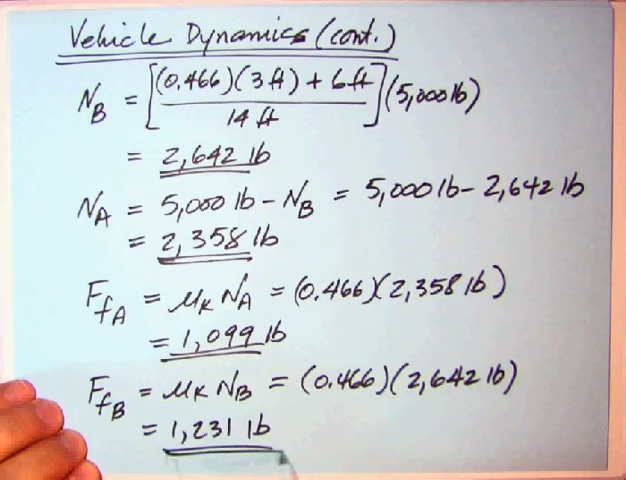 Vehicle Dynamics (cont.)
N_B = [((0.466)(3 ft) + 6 ft) / 14 ft] (5,000 lb)
= 2,642 lb
N_A = 5,000 lb - N_B = 5,000 lb - 2,642 lb
= 2,358 lb
F_fA = μ_K N_A = (0.466)(2,358 lb)
= 1,099 lb
F_fB = μ_K N_B = (0.466)(2,642 lb)
= 1,231 lb